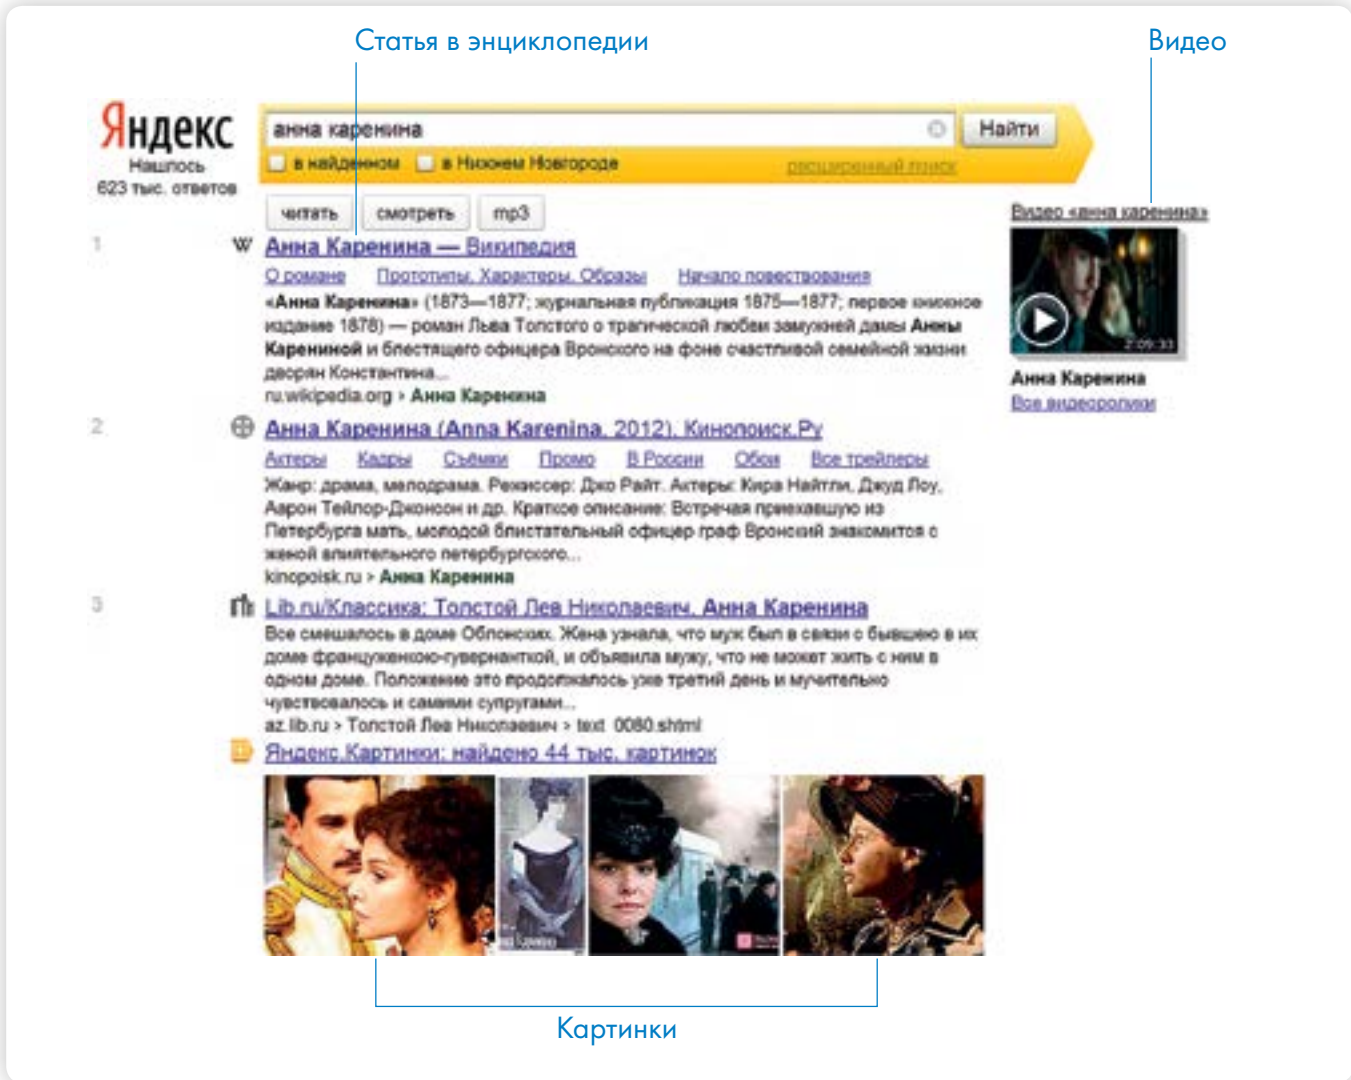 Статья в энциклопедии
Видео
Яндекс
Нашлось
623 тыс. ответов
анна каренина
Найти
в найденном
в Нижнем Новгороде
расширенный поиск
читать
смотреть
mp3
1
W
Анна Каренина — Википедия
О романе
Прототипы. Характеры. Образы
Начало повествования
«Анна Каренина» (1873—1877; журнальная публикация 1875—1877; первое книжное
издание 1878) — роман Льва Толстого о трагической любви замужней дамы Анны
Карениной и блестящего офицера Вронского на фоне счастливой семейной жизни
дворян Константина...
ru.wikipedia.org › Анна Каренина
Видео «анна каренина»
2:09:33
Анна Каренина
Все видеоролики
2
Анна Каренина (Anna Karenina, 2012). Кинопоиск.Ру
Актеры
Кадры
Съёмки
Промо
В России
Обои
Все трейлеры
Жанр: драма, мелодрама. Режиссер: Джо Райт. Актеры: Кира Найтли, Джуд Лоу,
Аарон Тейлор-Джонсон и др. Краткое описание: Встречая приехавшую из
Петербурга мать, молодой блистательный офицер граф Вронский знакомится с
женой влиятельного петербургского...
kinopoisk.ru › Анна Каренина
3
Lib.ru/Классика: Толстой Лев Николаевич. Анна Каренина
Все смешалось в доме Облонских. Жена узнала, что муж был в связи с бывшею в их
доме француженкою-гувернанткой, и объявила мужу, что не может жить с ним в
одном доме. Положение это продолжалось уже третий день и мучительно
чувствовалось и самими супругами...
az.lib.ru › Толстой Лев Николаевич › text_0080.shtml
Яндекс.Картинки: найдено 44 тыс. картинок
Картинки